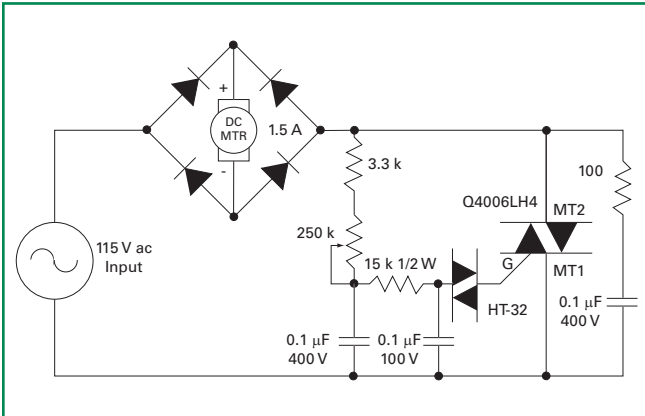 +
DC
MTR
-
1.5 A
3.3 k
250 k
15 k 1/2 W
100
Q4006LH4
MT2
G
MT1
HT-32
115 V ac
Input
0.1 μF
400 V
0.1 μF
100 V
0.1 μF
400 V